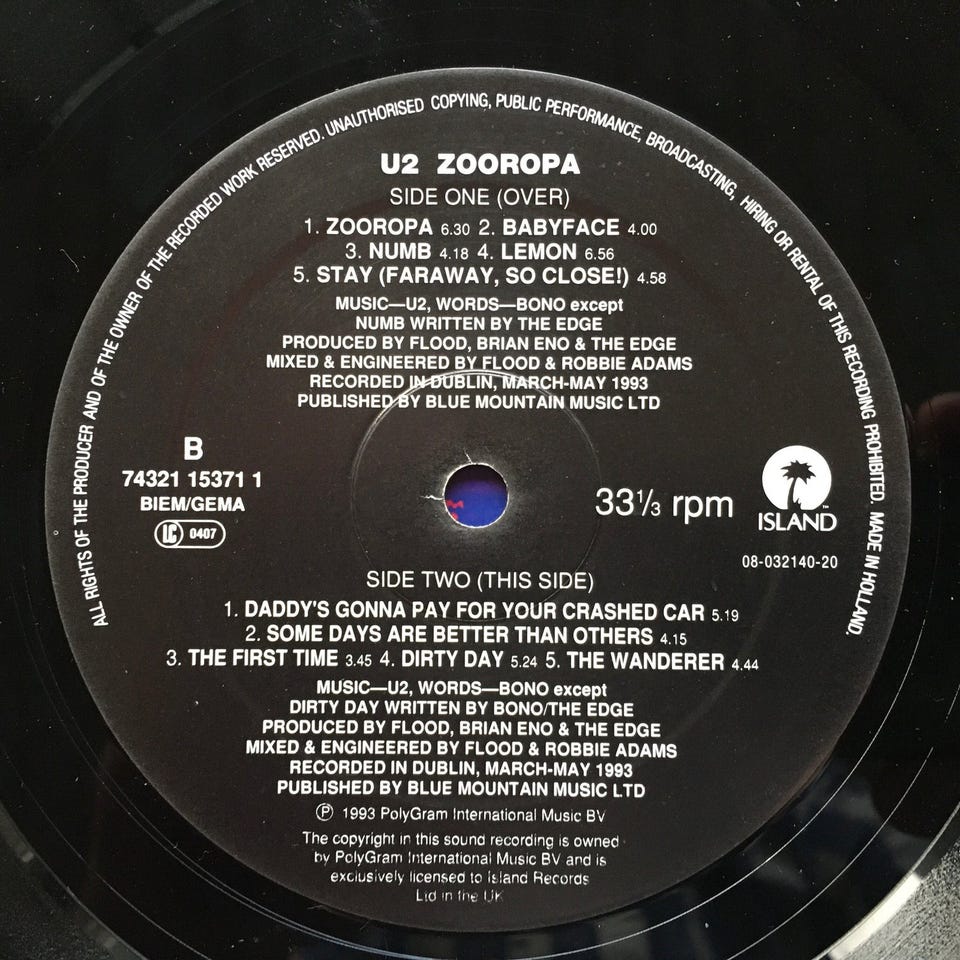 ALL RIGHTS OF THE PRODUCER AND OF THE OWNER OF THE RECORDED WORK RESERVED. UNAUTHORISED COPYING, PUBLIC PERFORMANCE, BROADCASTING, HIRING OR RENTAL OF THIS RECORDING PROHIBITED. MADE IN HOLLAND.
U2 ZOOROPA
SIDE ONE (OVER)
1. ZOOROPA 6.30 2. BABYFACE 4.00
3. NUMB 4.18 4. LEMON 6.56
5. STAY (FARAWAY, SO CLOSE!) 4.58
MUSIC—U2, WORDS—BONO except
NUMB WRITTEN BY THE EDGE
PRODUCED BY FLOOD, BRIAN ENO & THE EDGE
MIXED & ENGINEERED BY FLOOD & ROBBIE ADAMS
RECORDED IN DUBLIN, MARCH-MAY 1993
PUBLISHED BY BLUE MOUNTAIN MUSIC LTD
B
74321 15371 1
BIEM/GEMA
LC 0407
33⅓ rpm
ISLAND™
08-032140-20
SIDE TWO (THIS SIDE)
1. DADDY'S GONNA PAY FOR YOUR CRASHED CAR 5.19
2. SOME DAYS ARE BETTER THAN OTHERS 4.15
3. THE FIRST TIME 3.45 4. DIRTY DAY 5.24 5. THE WANDERER 4.44
MUSIC—U2, WORDS—BONO except
DIRTY DAY WRITTEN BY BONO/THE EDGE
PRODUCED BY FLOOD, BRIAN ENO & THE EDGE
MIXED & ENGINEERED BY FLOOD & ROBBIE ADAMS
RECORDED IN DUBLIN, MARCH-MAY 1993
PUBLISHED BY BLUE MOUNTAIN MUSIC LTD
℗ 1993 PolyGram International Music BV
The copyright in this sound recording is owned
by PolyGram International Music BV and is
exclusively licensed to Island Records
Ltd in the UK